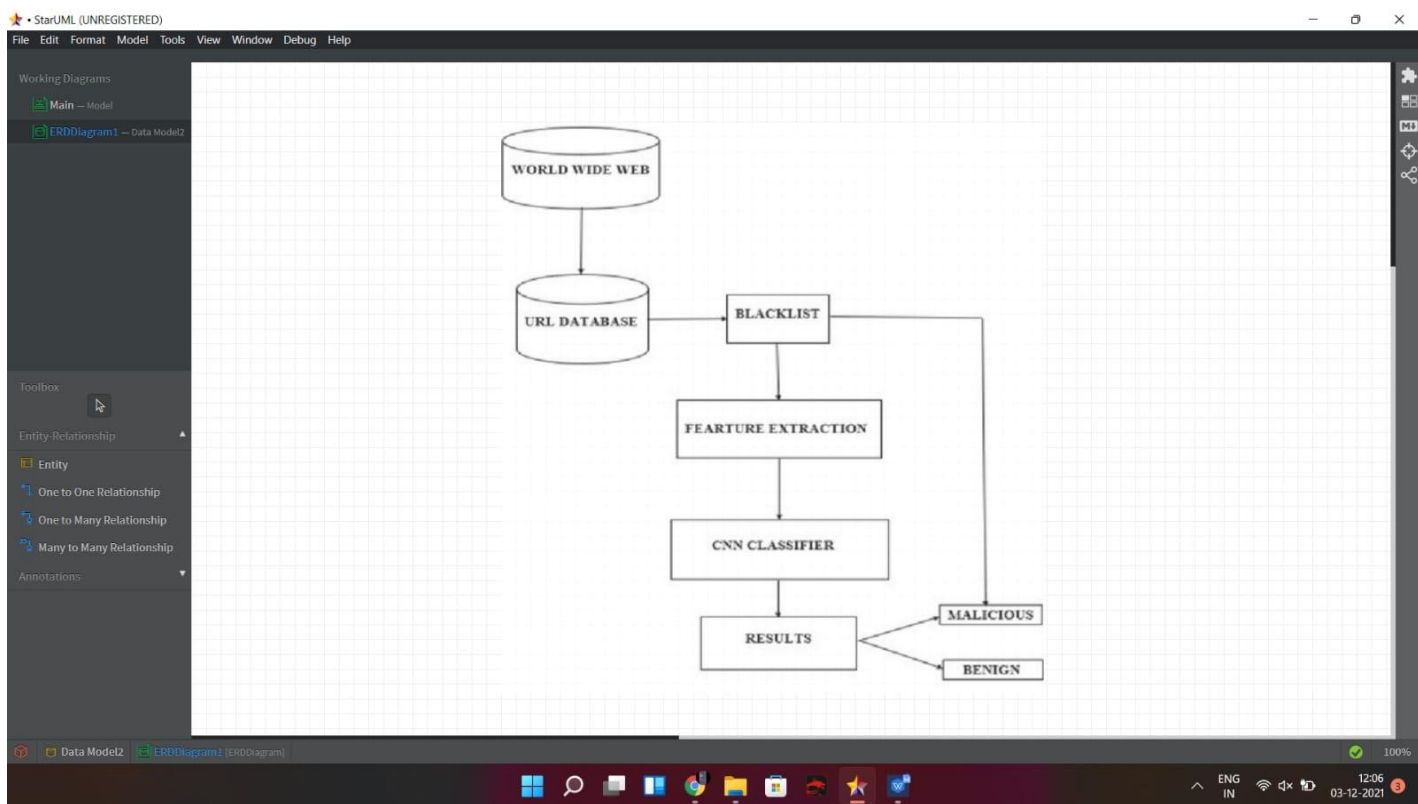 • StarUML (UNREGISTERED)
File Edit Format Model Tools View Window Debug Help
Working Diagrams
Main — Model
ERDDiagram1 — Data Model2
Toolbox
Entity-Relationship
Entity
One to One Relationship
One to Many Relationship
Many to Many Relationship
Annotations
WORLD WIDE WEB
URL DATABASE
BLACKLIST
FEARTURE EXTRACTION
CNN CLASSIFIER
RESULTS
MALICIOUS
BENIGN
M
Data Model2 ERDDiagram1 (ERDDiagram)
100%
W
ENG
IN
12:06
03-12-2021
3